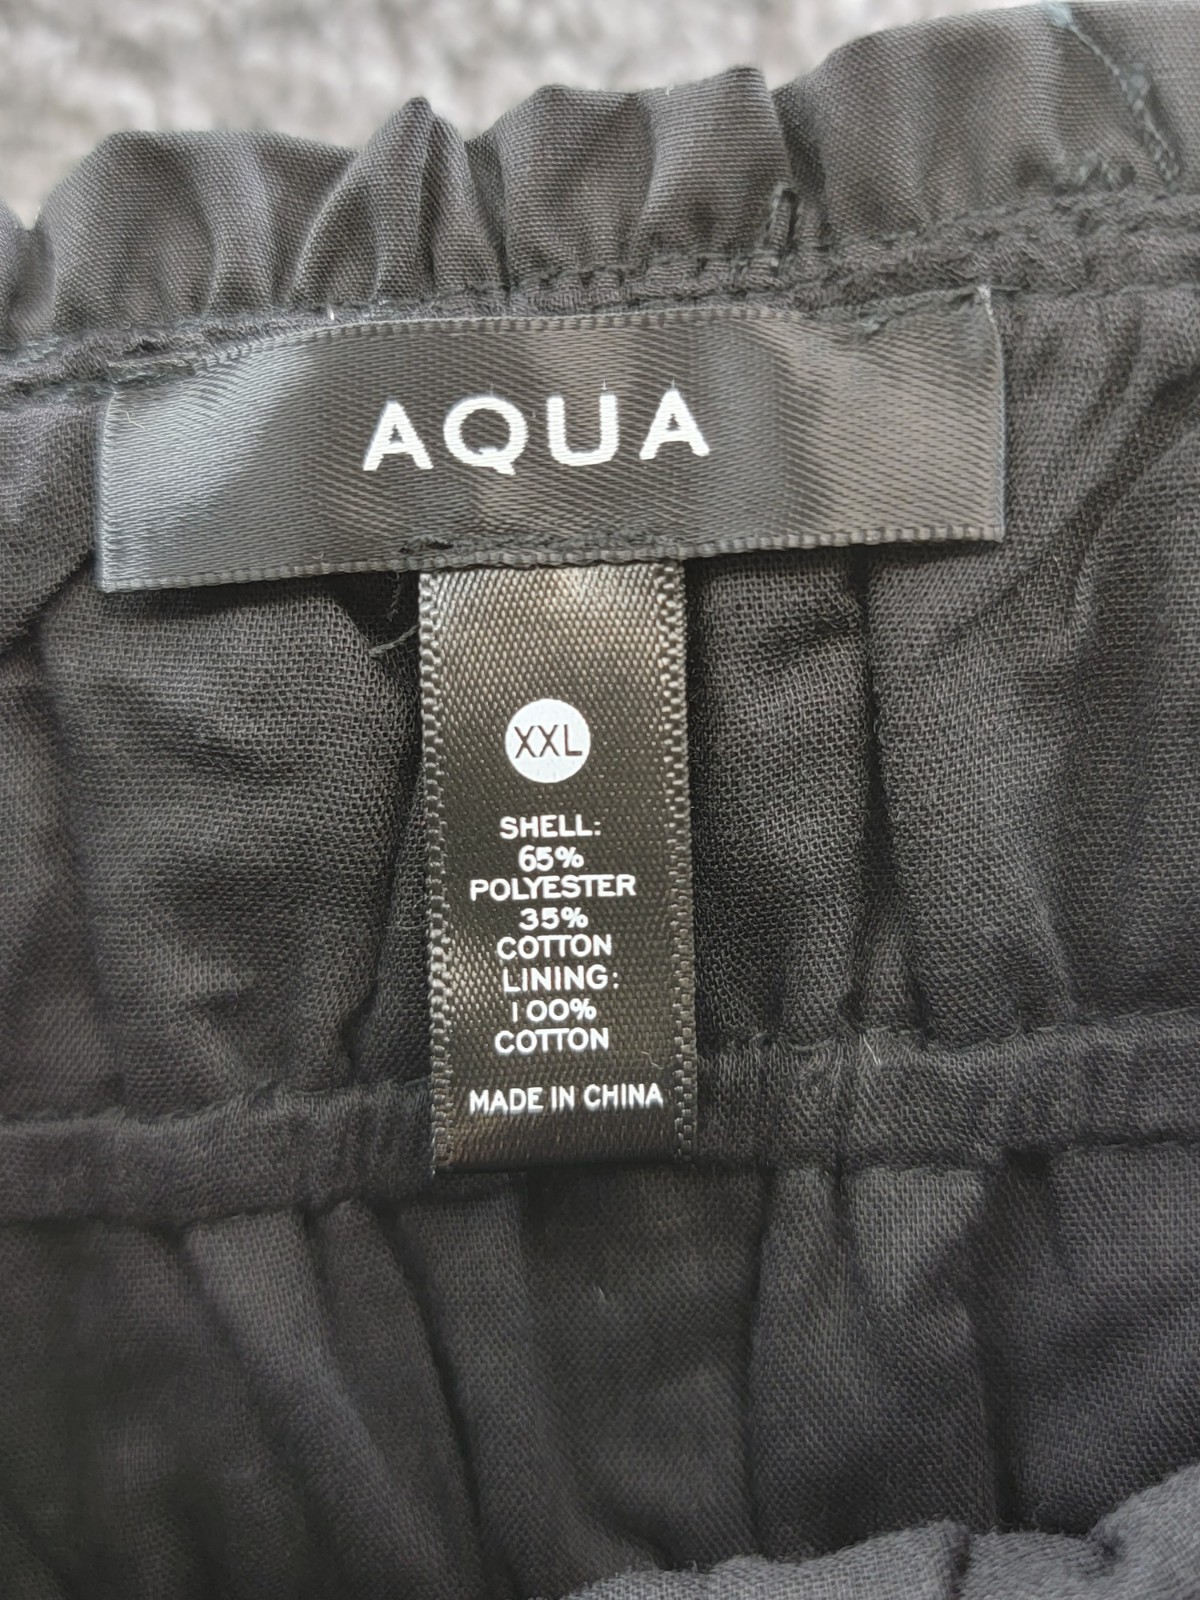 AQUA
XXL
SHELL:
65%
POLYESTER
35%
COTTON
LINING:
100%
COTTON
MADE IN CHINA